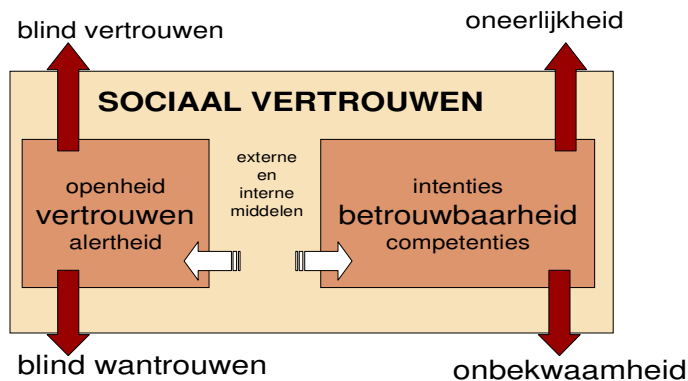 blind vertrouwen
oneerlijkheid
SOCIAAL VERTROUWEN
openheid
vertrouwen
alertheid
externe
en
interne
middelen
intenties
betrouwbaarheid
competenties
blind wantrouwen
onbekwaamheid